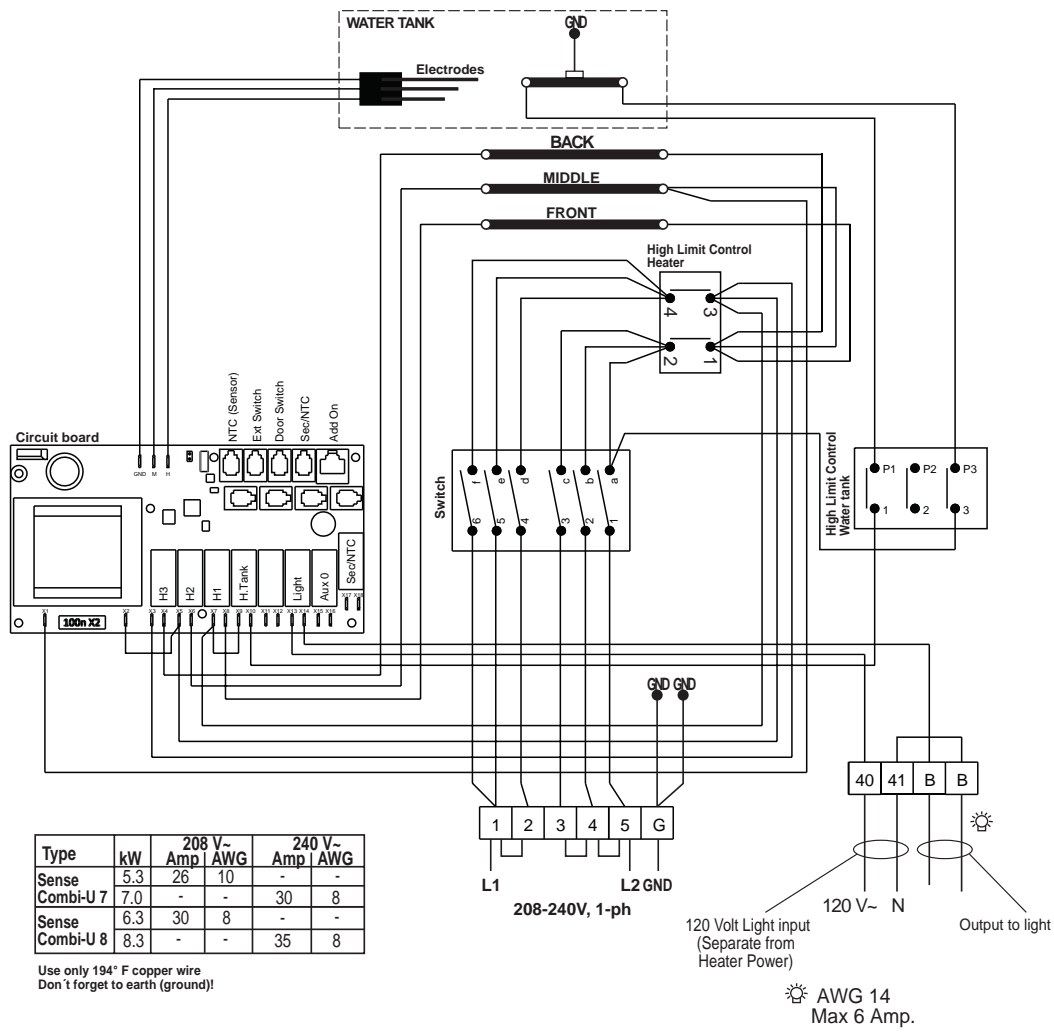 WATER TANK
GND
Electrodes
BACK
MIDDLE
FRONT
High Limit Control
Heater
4 3
2 1
NTC (Sensor)
Ext Switch
Door Switch
Sec/NTC
Add On
Circuit board
GND M H
H3
H2
H1
H.Tank
Light
Aux 0
Sec/NTC
X1 X2 X3 X4 X5 X6 X7 X8 X9 X10 X11 X12 X13 X14 X15 X16 X17 X18
100n X2
Switch
f e d c b a
6 5 4 3 2 1
High Limit Control
Water tank
P1 P2 P3
1 2 3
GND GND
1 2 3 4 5 G
L1 L2 GND
208-240V, 1-ph
40 41 B B
120 V~ N
120 Volt Light input
(Separate from
Heater Power)
Output to light
AWG 14
Max 6 Amp.
Type kW 208 V~ 240 V~
Amp AWG Amp AWG
Sense 5.3 26 10 - -
Combi-U 7 7.0 - - 30 8
Sense 6.3 30 8 - -
Combi-U 8 8.3 - - 35 8
Use only 194° F copper wire
Don´t forget to earth (ground)!